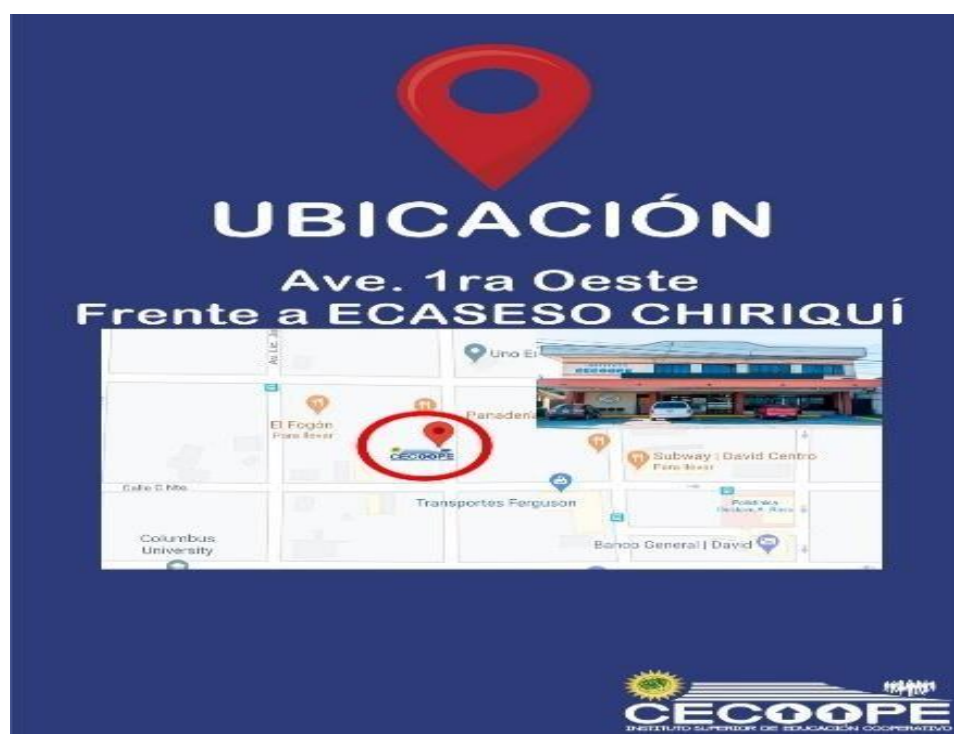 UBICACIÓN
Ave. 1ra Oeste
Frente a ECASESO CHIRIQUÍ
Uno
CECOOPE
El Fogón
Para llevar
Panadería
CECOOPE
Subway | David Centro
Para llevar
Calle C Nte
Transportes Ferguson
Columbus
University
Banco General | David
CECOOPE
INSTITUTO SUPERIOR DE EDUCACIÓN COOPERATIVO